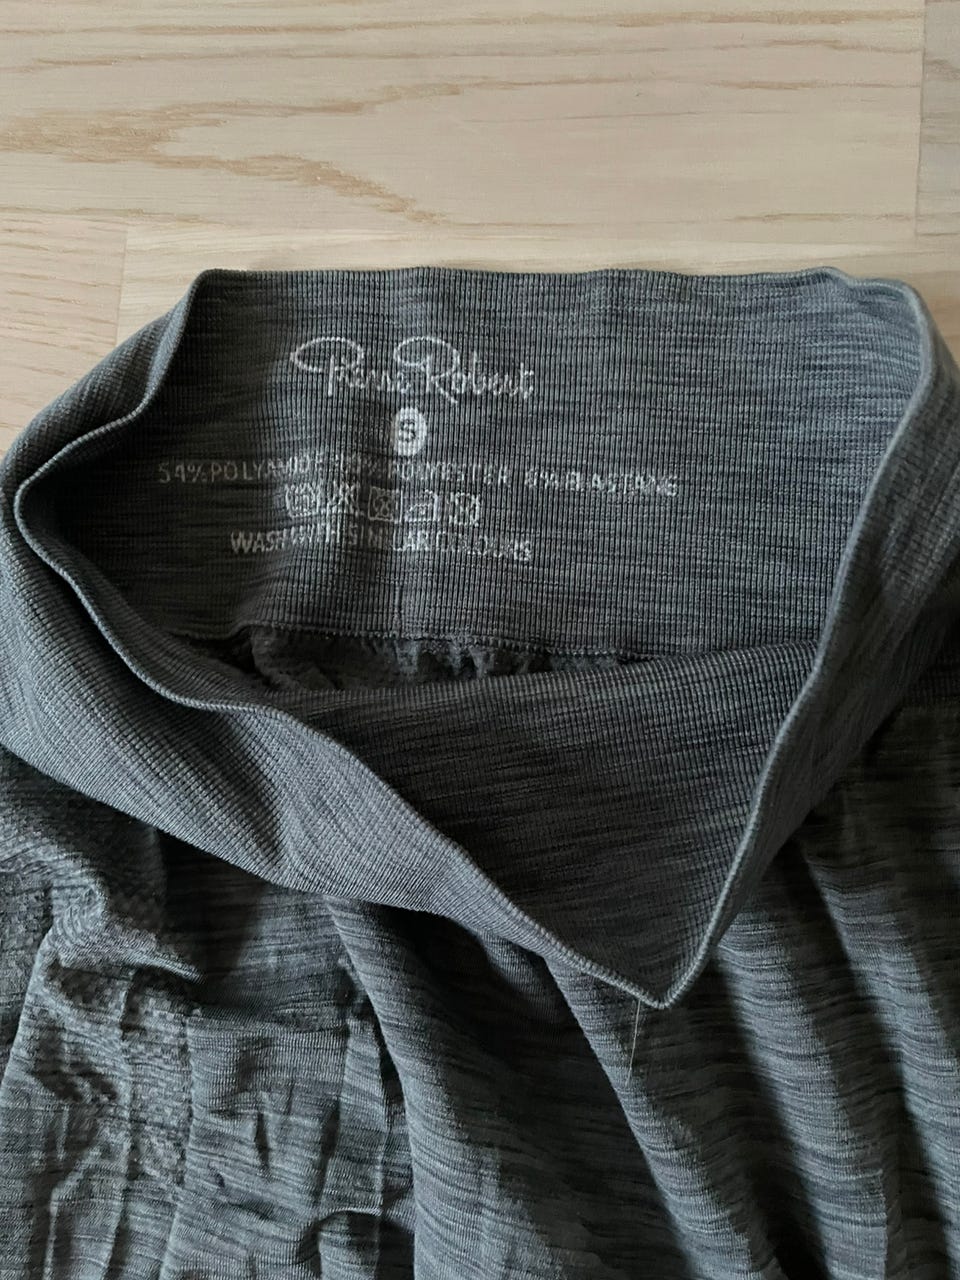 Pierre Robert
S
54% POLYAMIDE POLYESTER ELASTANE
WASH WITH SIMILAR COLOURS